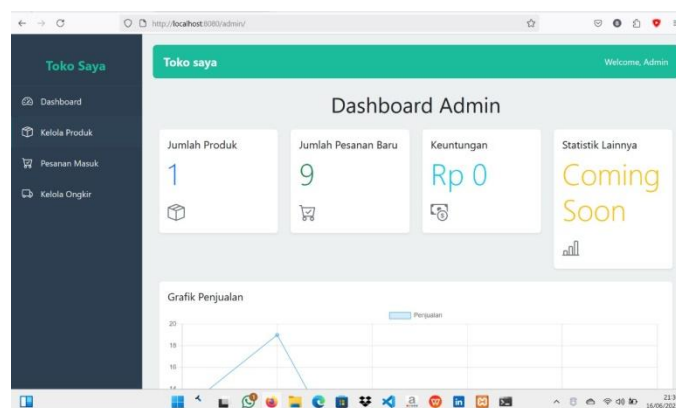 http://localhost:8080/admin/
Toko Saya
Dashboard
Kelola Produk
Pesanan Masuk
Kelola Ongkir
Toko saya
Welcome, Admin
Dashboard Admin
Jumlah Produk
1
Jumlah Pesanan Baru
9
Keuntungan
Rp 0
Statistik Lainnya
Coming
Soon
Grafik Penjualan
Penjualan
20
18
16
14